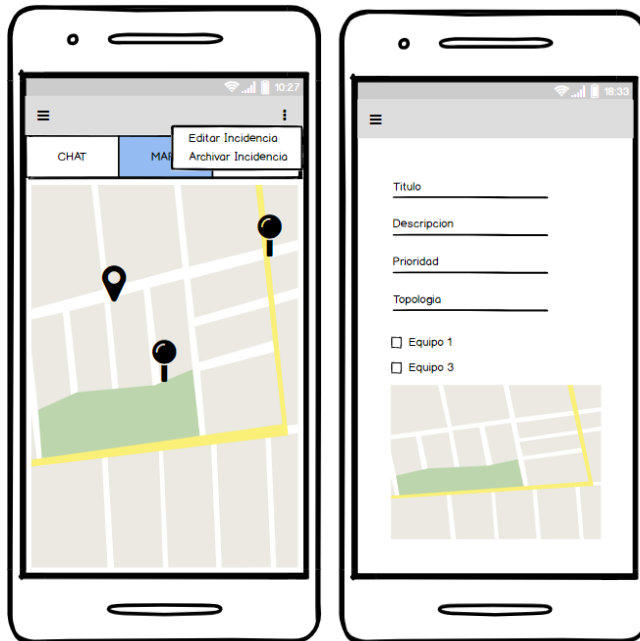 10:27
Editar Incidencia
Archivar Incidencia
CHAT
18:33
Titulo
Descripcion
Prioridad
Topologia
Equipo 1
Equipo 3